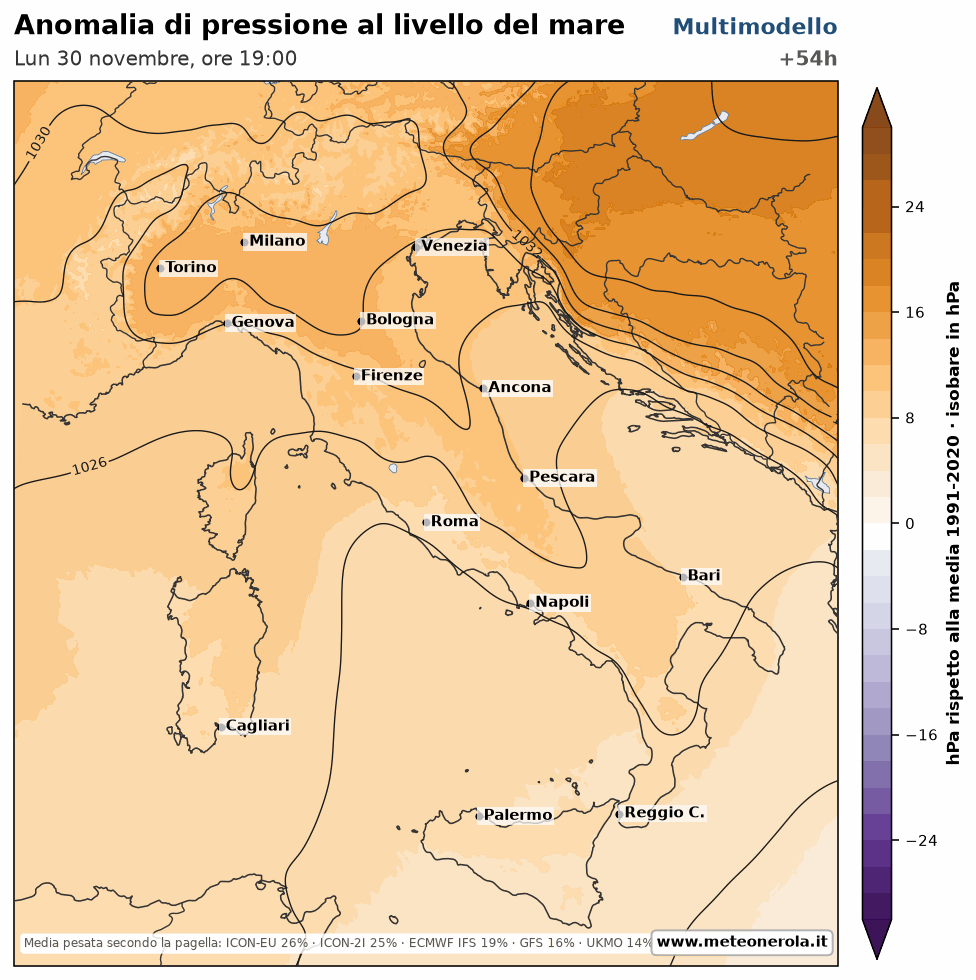 Anomalia di pressione al livello del mare
Multimodello
Lun 30 novembre, ore 19:00
+54h
1030
Milano
Venezia
1032
Torino
Genova
Bologna
Firenze
Ancona
1026
Pescara
Roma
Bari
Napoli
Cagliari
Palermo
Reggio C.
24
16
8
0
−8
−16
−24
hPa rispetto alla media 1991-2020 · isobare in hPa
Media pesata secondo la pagella: ICON-EU 26% · ICON-2I 25% · ECMWF IFS 19% · GFS 16% · UKMO 14%
www.meteonerola.it